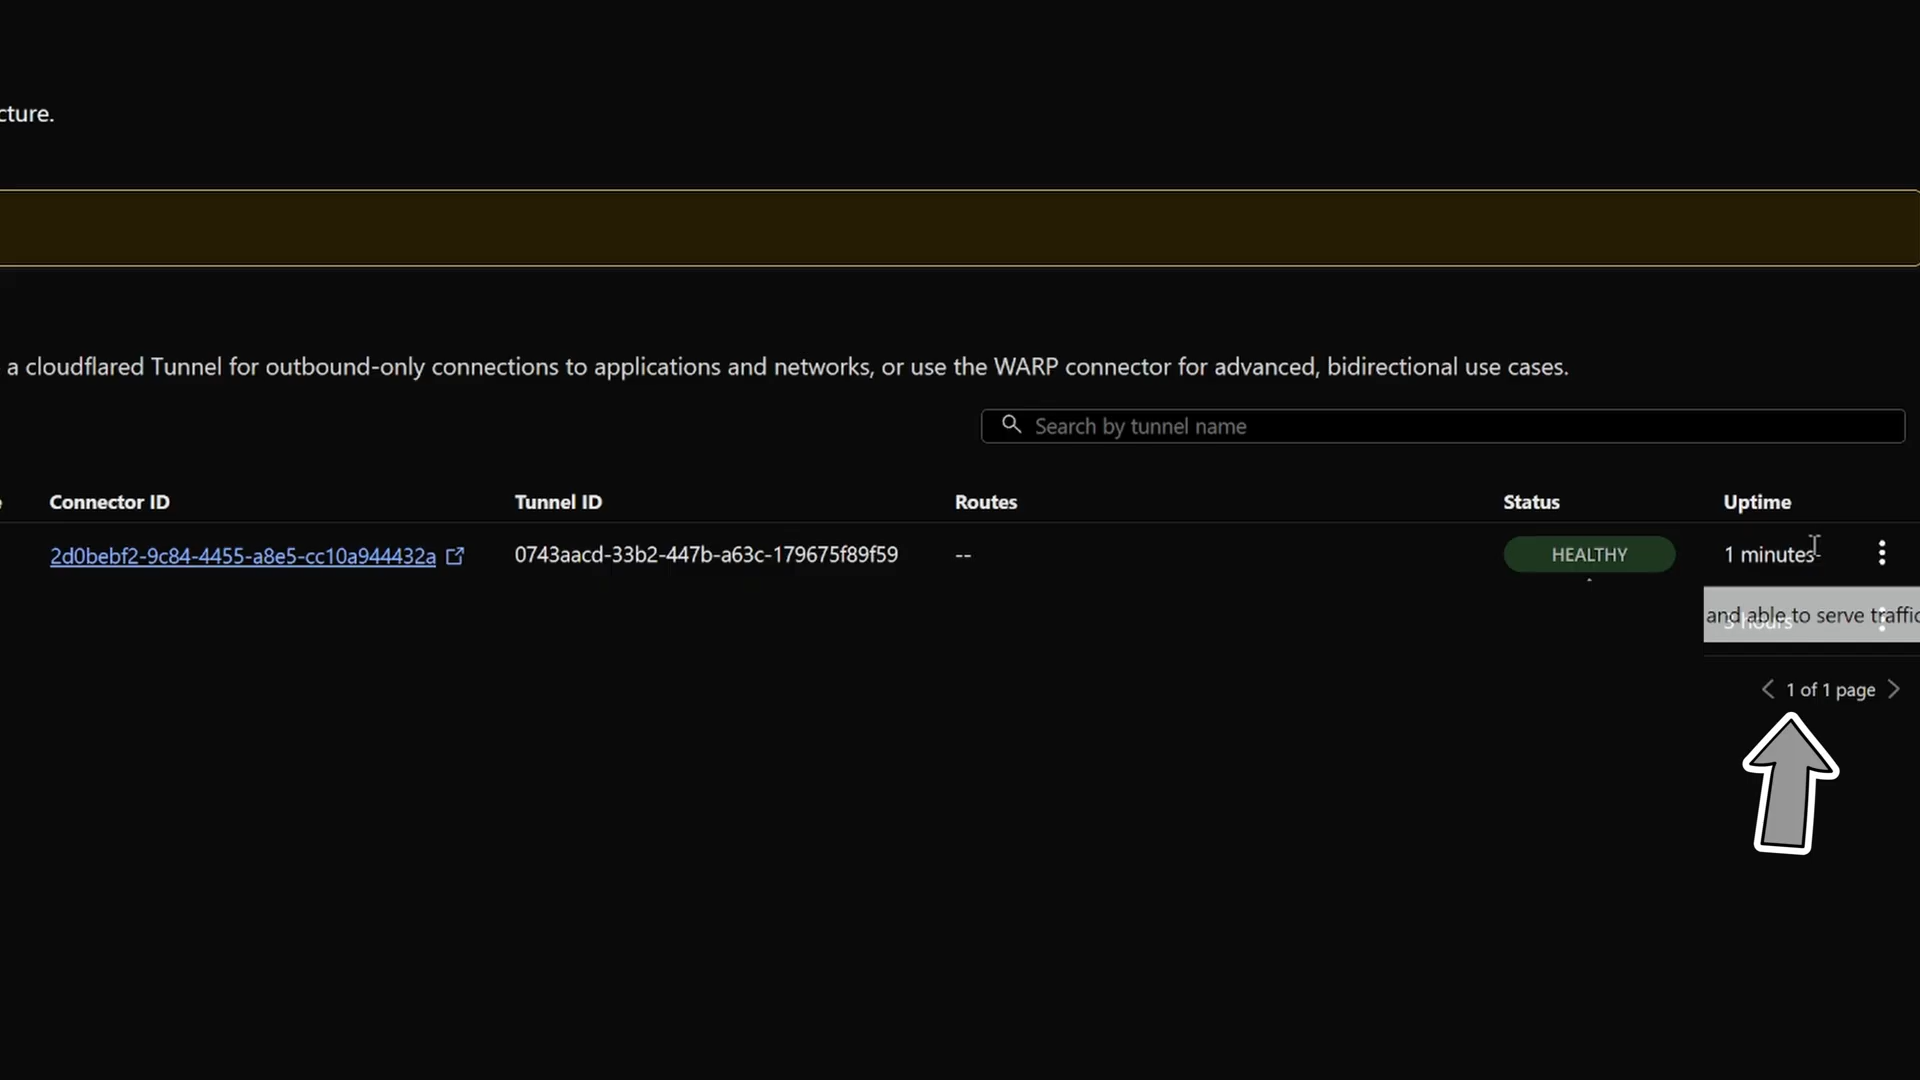 cture.
a cloudflared Tunnel for outbound-only connections to applications and networks, or use the WARP connector for advanced, bidirectional use cases.
Search by tunnel name
Connector ID Tunnel ID Routes Status Uptime
2d0bebf2-9c84-4455-a8e5-cc10a944432a 0743aacd-33b2-447b-a63c-179675f89f59 -- HEALTHY 1 minutes
and able to serve traffic
hours
1 of 1 page